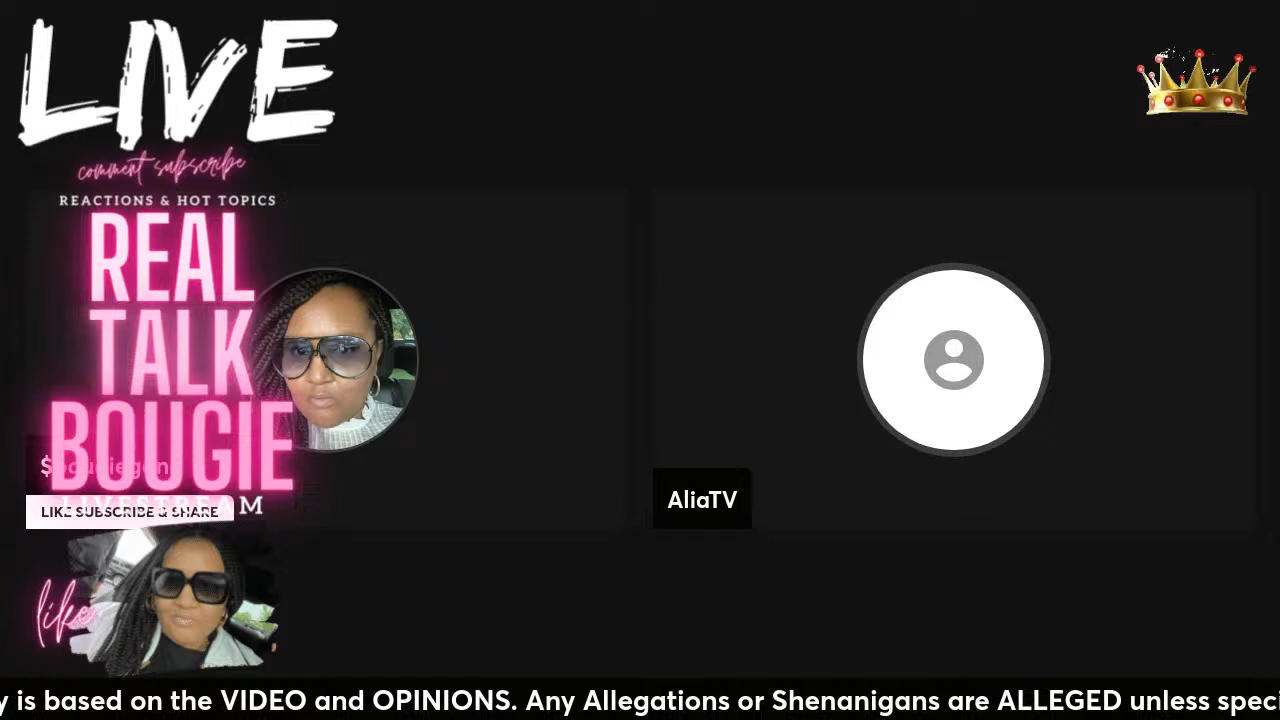 LIVE
comment subscribe
REACTIONS & HOT TOPICS
REAL
TALK
BOUGIE
LIVESTREAM
LIKE SUBSCRIBE & SHARE
AliaTV
like
y is based on the VIDEO and OPINIONS. Any Allegations or Shenanigans are ALLEGED unless speci